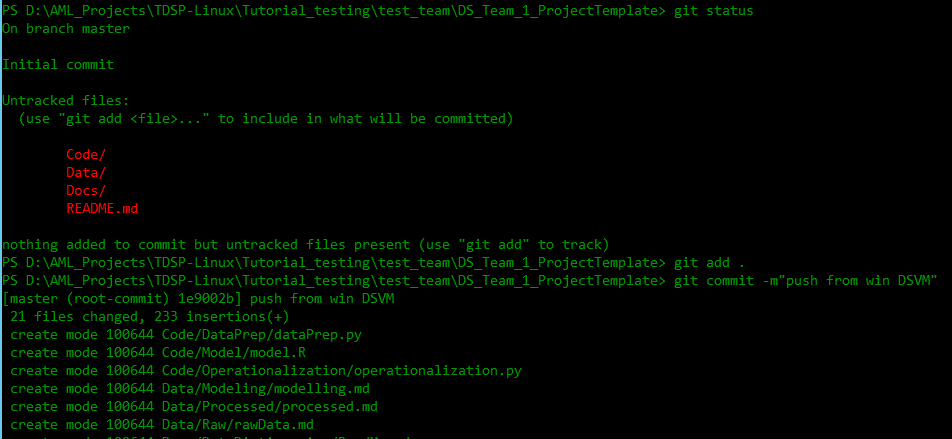 PS D:\AML_Projects\TDSP-Linux\Tutorial_testing\test_team\DS_Team_1_ProjectTemplate> git status
On branch master
Initial commit
Untracked files:
  (use "git add <file>..." to include in what will be committed)
        Code/
        Data/
        Docs/
        README.md
nothing added to commit but untracked files present (use "git add" to track)
PS D:\AML_Projects\TDSP-Linux\Tutorial_testing\test_team\DS_Team_1_ProjectTemplate> git add .
PS D:\AML_Projects\TDSP-Linux\Tutorial_testing\test_team\DS_Team_1_ProjectTemplate> git commit -m"push from win DSVM"
[master (root-commit) 1e9002b] push from win DSVM
 21 files changed, 233 insertions(+)
 create mode 100644 Code/DataPrep/dataPrep.py
 create mode 100644 Code/Model/model.R
 create mode 100644 Code/Operationalization/operationalization.py
 create mode 100644 Data/Modeling/modelling.md
 create mode 100644 Data/Processed/processed.md
 create mode 100644 Data/Raw/rawData.md